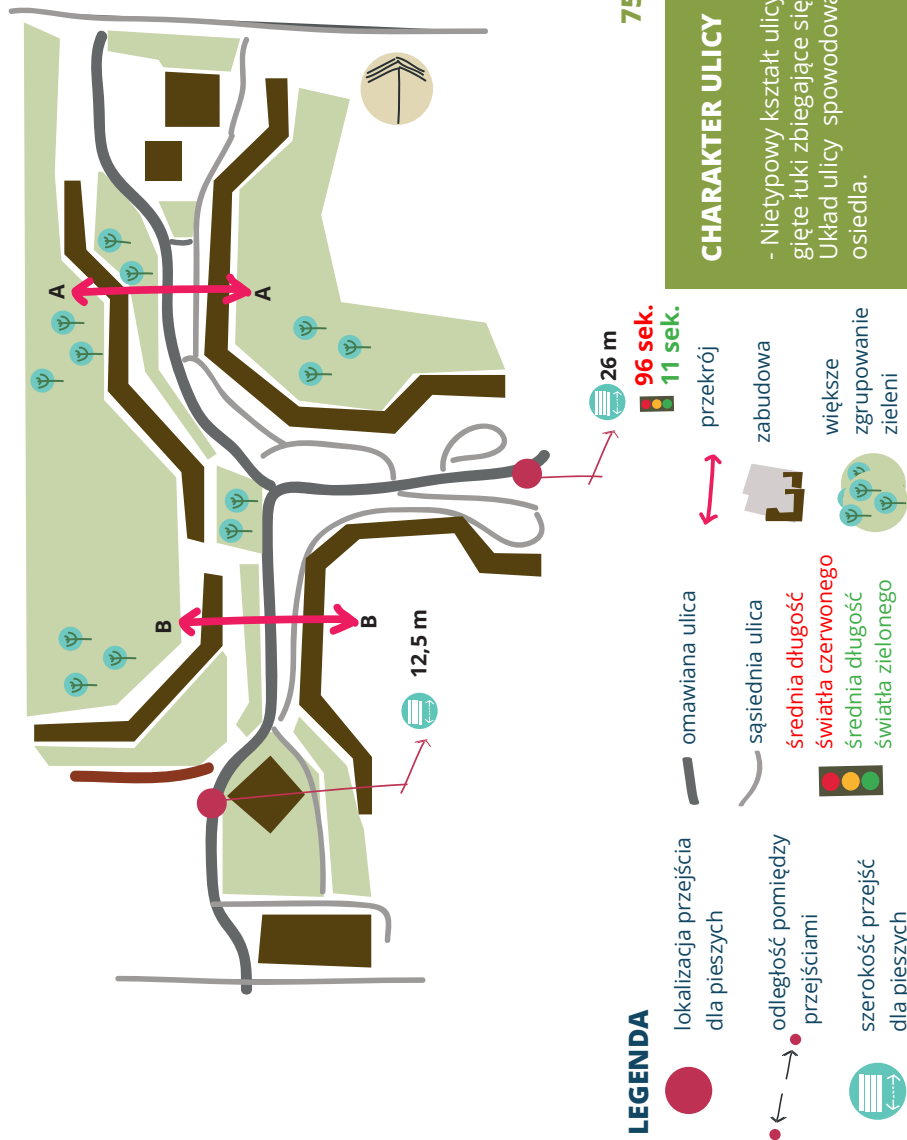 A
A
B
B
12,5 m
26 m
96 sek.
11 sek.
LEGENDA
lokalizacja przejścia
dla pieszych
odległość pomiędzy
przejściami
szerokość przejść
dla pieszych
omawiana ulica
sąsiednia ulica
średnia długość
światła czerwonego
średnia długość
światła zielonego
przekrój
zabudowa
większe
zgrupowanie
zieleni
75
CHARAKTER ULICY
- Nietypowy kształt ulicy
gięte łuki zbiegające się
Układ ulicy spowodowa
osiedla.